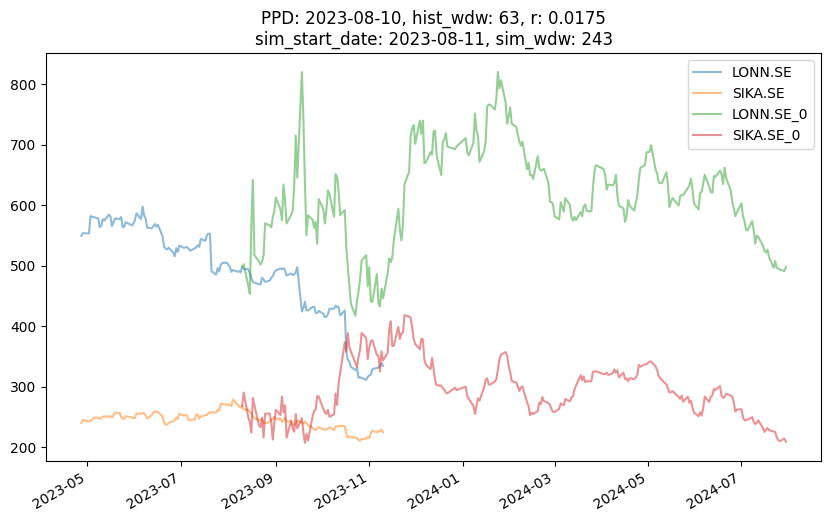 PPD: 2023-08-10, hist_wdw: 63, r: 0.0175
sim_start_date: 2023-08-11, sim_wdw: 243
LONN.SE
SIKA.SE
LONN.SE_0
SIKA.SE_0
800
700
600
500
400
300
200
2023-05
2023-07
2023-09
2023-11
2024-01
2024-03
2024-05
2024-07